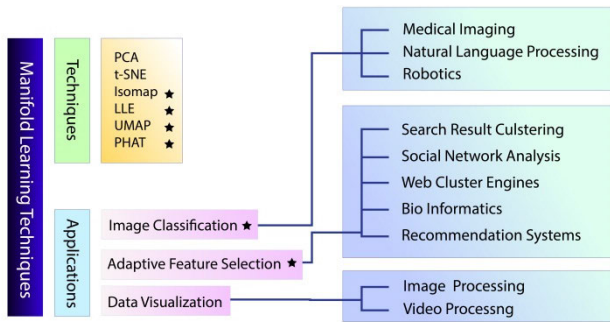 Manifold Learning Techniques
Techniques
PCA
t-SNE
Isomap ★
LLE ★
UMAP ★
PHAT ★
Applications
Image Classification ★
Adaptive Feature Selection ★
Data Visualization
Medical Imaging
Natural Language Processing
Robotics
Search Result Culstering
Social Network Analysis
Web Cluster Engines
Bio Informatics
Recommendation Systems
Image Processing
Video Processng